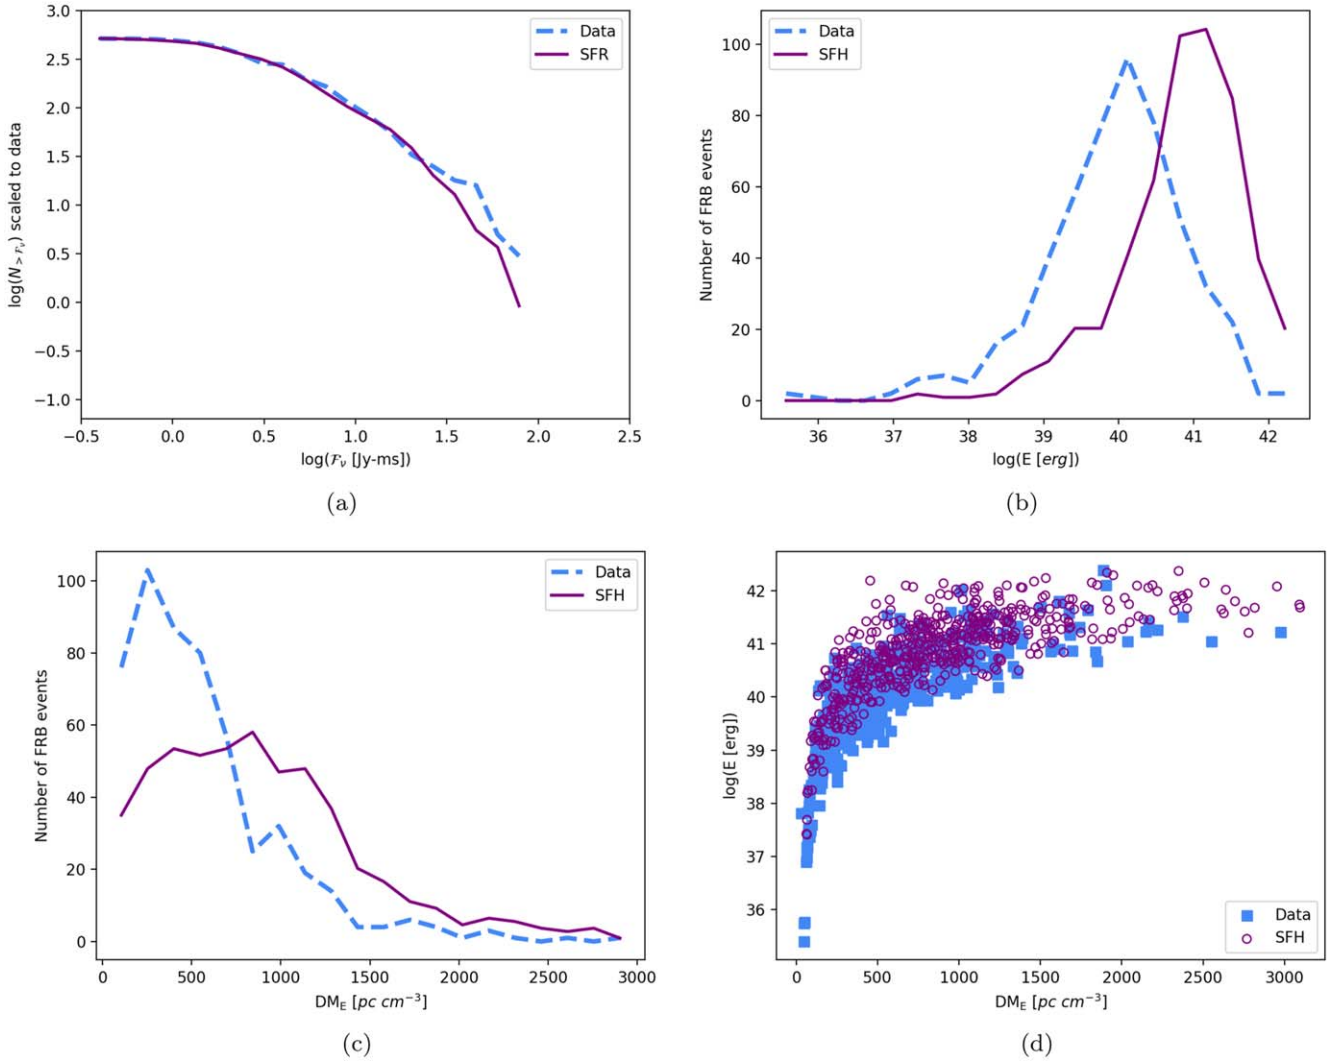 3.0
2.5
2.0
1.5
1.0
0.5
0.0
−0.5
−1.0
−0.5
0.0
0.5
1.0
1.5
2.0
2.5
log(N_{>ℱ_ν}) scaled to data
log(ℱ_ν [Jy-ms])
Data
SFR
(a)
100
80
60
40
20
0
36
37
38
39
40
41
42
Number of FRB events
log(E [erg])
Data
SFH
(b)
100
80
60
40
20
0
0
500
1000
1500
2000
2500
3000
Number of FRB events
DM_E [pc cm⁻³]
Data
SFH
(c)
42
41
40
39
38
37
36
0
500
1000
1500
2000
2500
3000
log(E [erg])
DM_E [pc cm⁻³]
Data
SFH
(d)